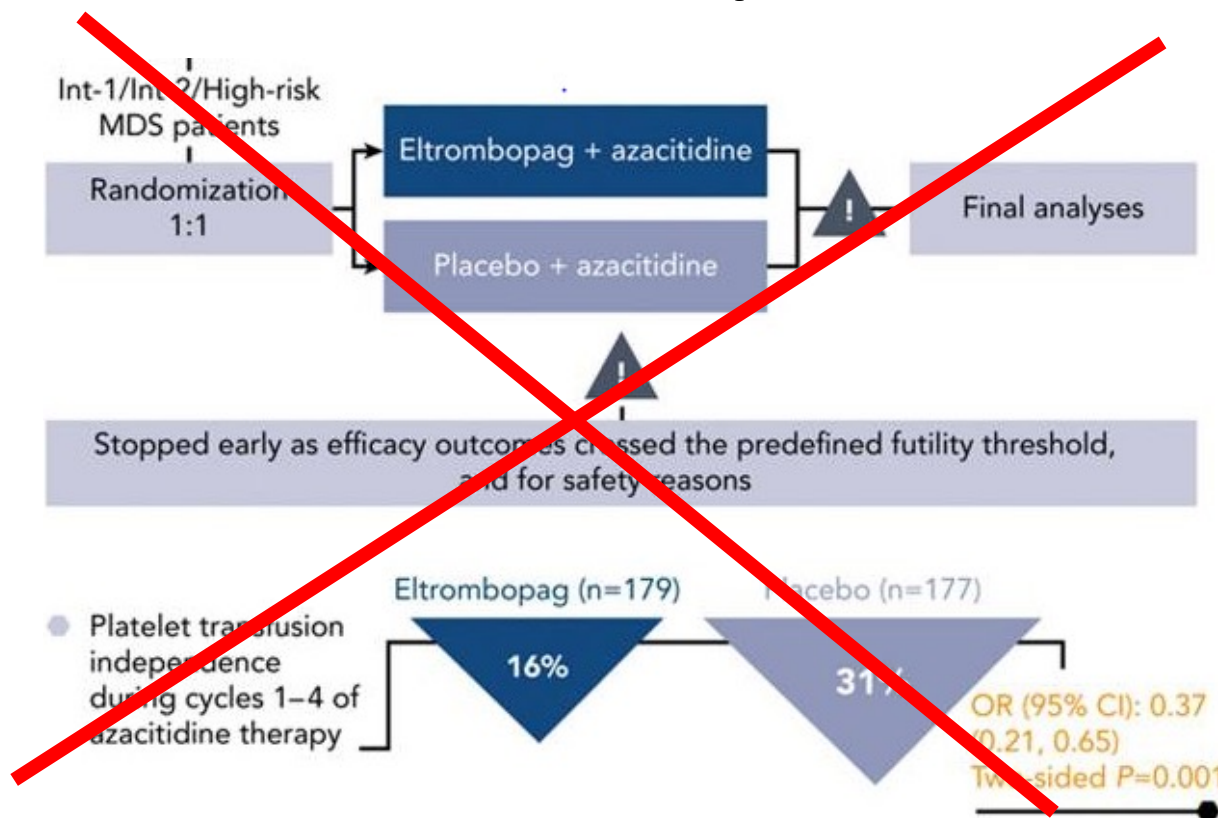 Int-1/Int-2/High-risk
MDS patients
Randomization
1:1
Eltrombopag + azacitidine
Placebo + azacitidine
!
Final analyses
!
Stopped early as efficacy outcomes crossed the predefined futility threshold,
and for safety reasons
Eltrombopag (n=179)
Placebo (n=177)
Platelet transfusion
independence
during cycles 1–4 of
azacitidine therapy
16%
31%
OR (95% CI): 0.37
(0.21, 0.65)
Two-sided P=0.001